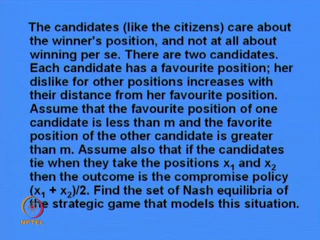 The candidates (like the citizens) care about
the winner's position, and not at all about
winning per se. There are two candidates.
Each candidate has a favourite position; her
dislike for other positions increases with
their distance from her favourite position.
Assume that the favourite position of one
candidate is less than m and the favorite
position of the other candidate is greater
than m. Assume also that if the candidates
tie when they take the positions x₁ and x₂
then the outcome is the compromise policy
(x₁ + x₂)/2. Find the set of Nash equilibria of
the strategic game that models this situation.
NPTEL